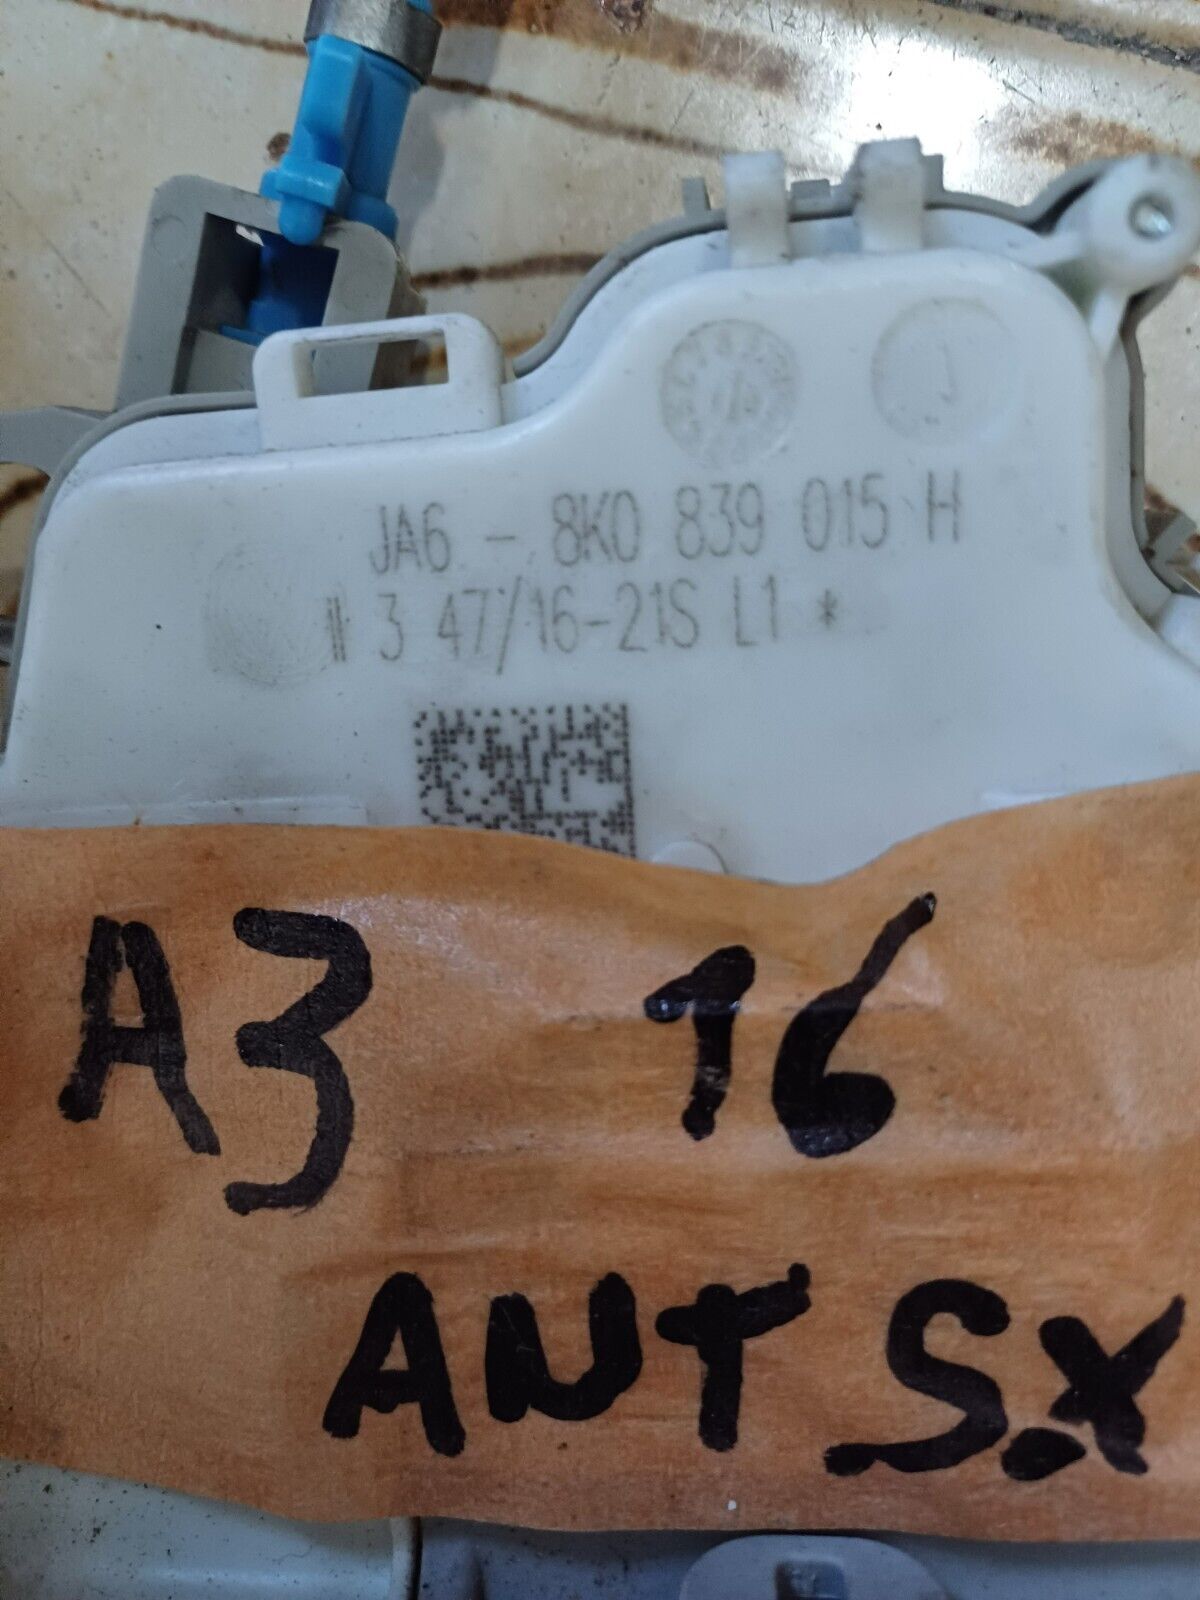 JA6 - 8K0 839 015 H
3 47/16-21S L1 *
A3 16
ANT S.X